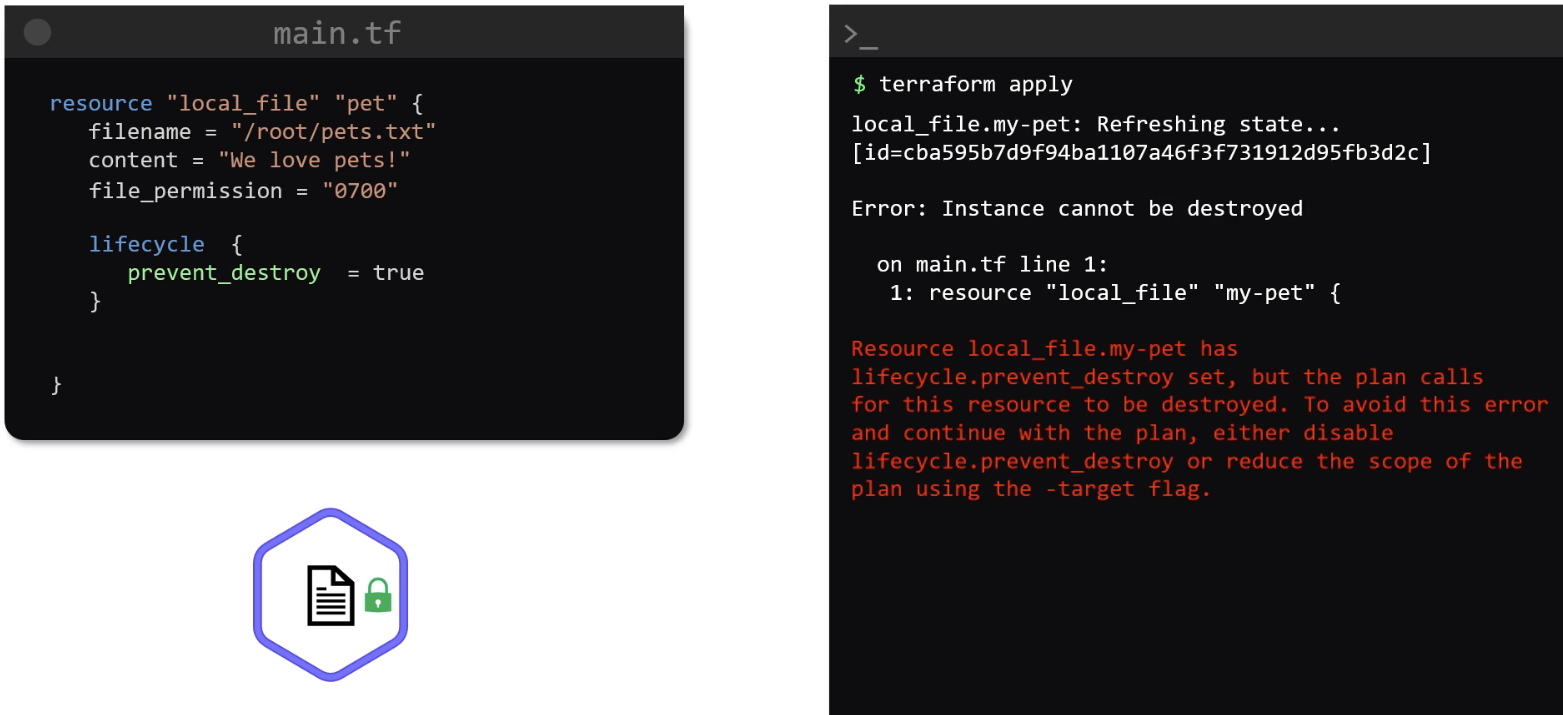 main.tf
resource "local_file" "pet" {
filename = "/root/pets.txt"
content = "We love pets!"
file_permission = "0700"
lifecycle {
prevent_destroy = true
}
}
>_
$ terraform apply
local_file.my-pet: Refreshing state...
[id=cba595b7d9f94ba1107a46f3f731912d95fb3d2c]
Error: Instance cannot be destroyed
on main.tf line 1:
1: resource "local_file" "my-pet" {
Resource local_file.my-pet has
lifecycle.prevent_destroy set, but the plan calls
for this resource to be destroyed. To avoid this error
and continue with the plan, either disable
lifecycle.prevent_destroy or reduce the scope of the
plan using the -target flag.